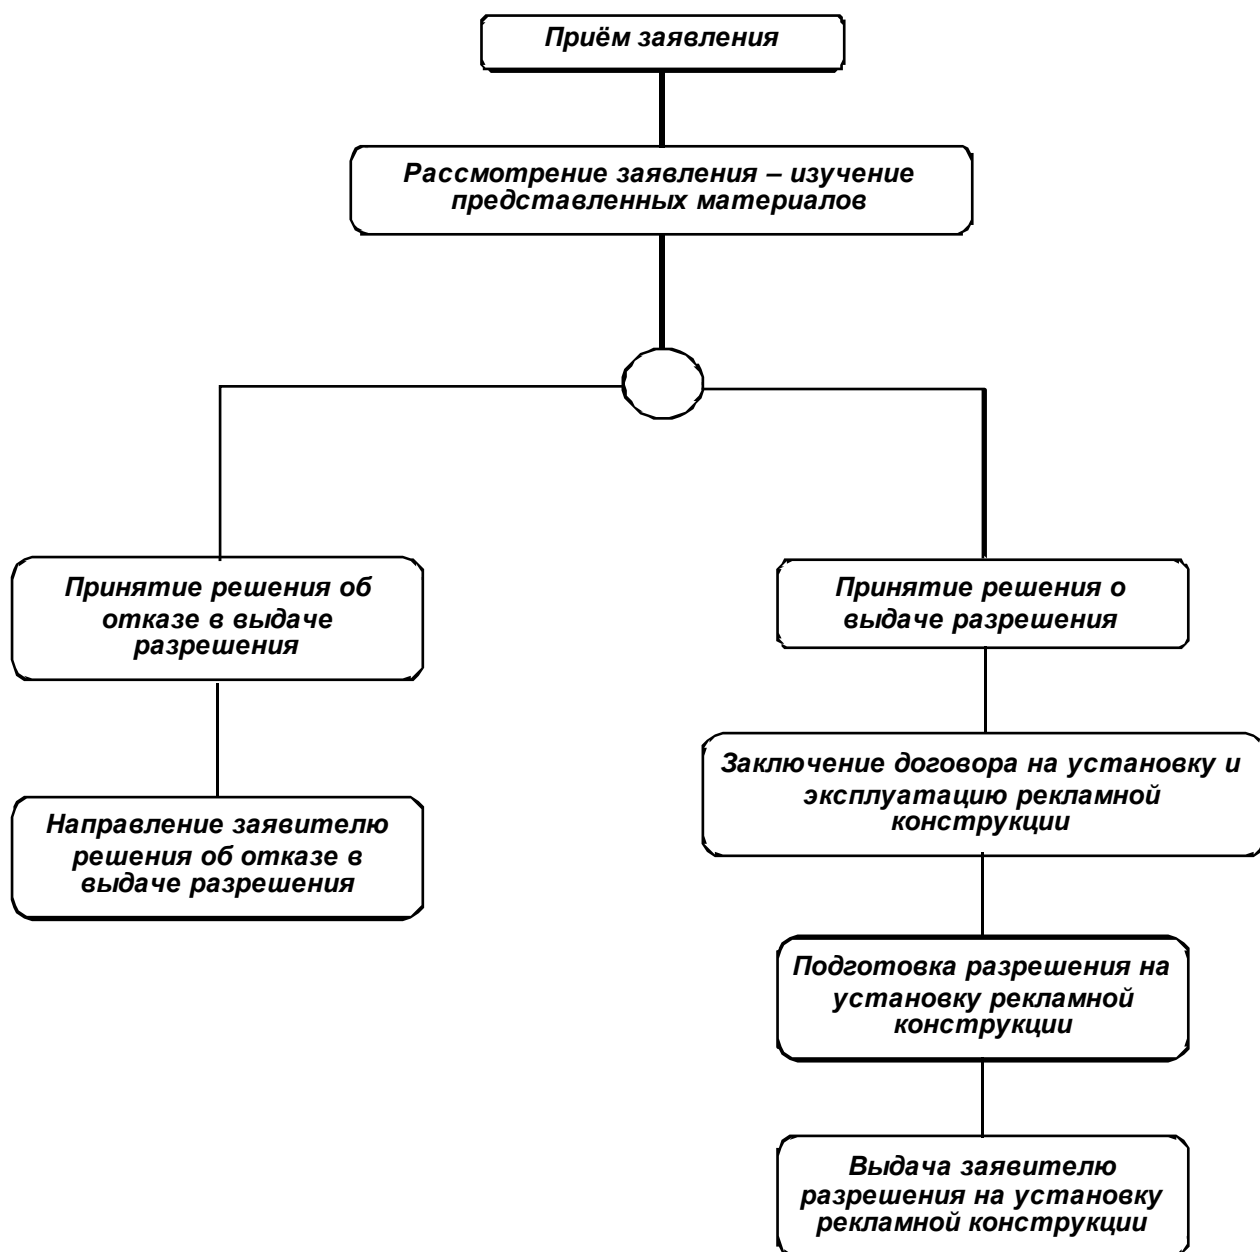 Приём заявления
Рассмотрение заявления – изучение
представленных материалов
Принятие решения об
отказе в выдаче
разрешения
Принятие решения о
выдаче разрешения
Направление заявителю
решения об отказе в
выдаче разрешения
Заключение договора на установку и
эксплуатацию рекламной
конструкции
Подготовка разрешения на
установку рекламной
конструкции
Выдача заявителю
разрешения на установку
рекламной конструкции